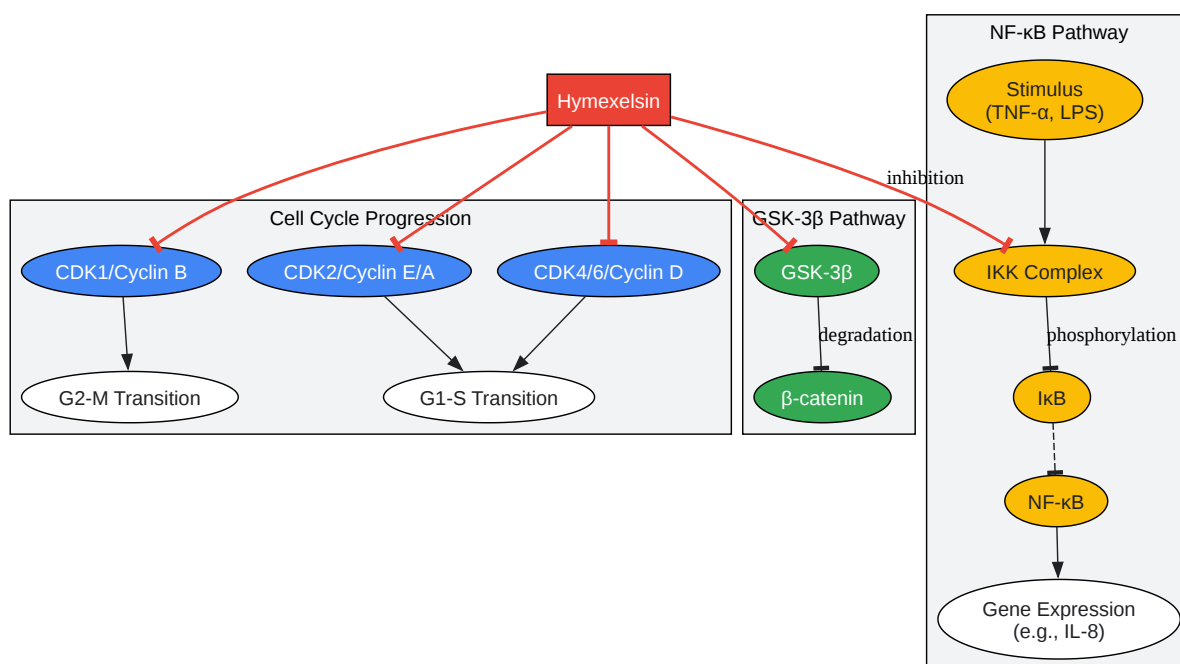 NF-κB Pathway
Stimulus
(TNF-α, LPS)
Hymexelsin
inhibition
Cell Cycle Progression
GSK-3β Pathway
CDK1/Cyclin B
CDK2/Cyclin E/A
CDK4/6/Cyclin D
GSK-3β
IKK Complex
degradation
phosphorylation
G2-M Transition
G1-S Transition
β-catenin
IκB
NF-κB
Gene Expression
(e.g., IL-8)